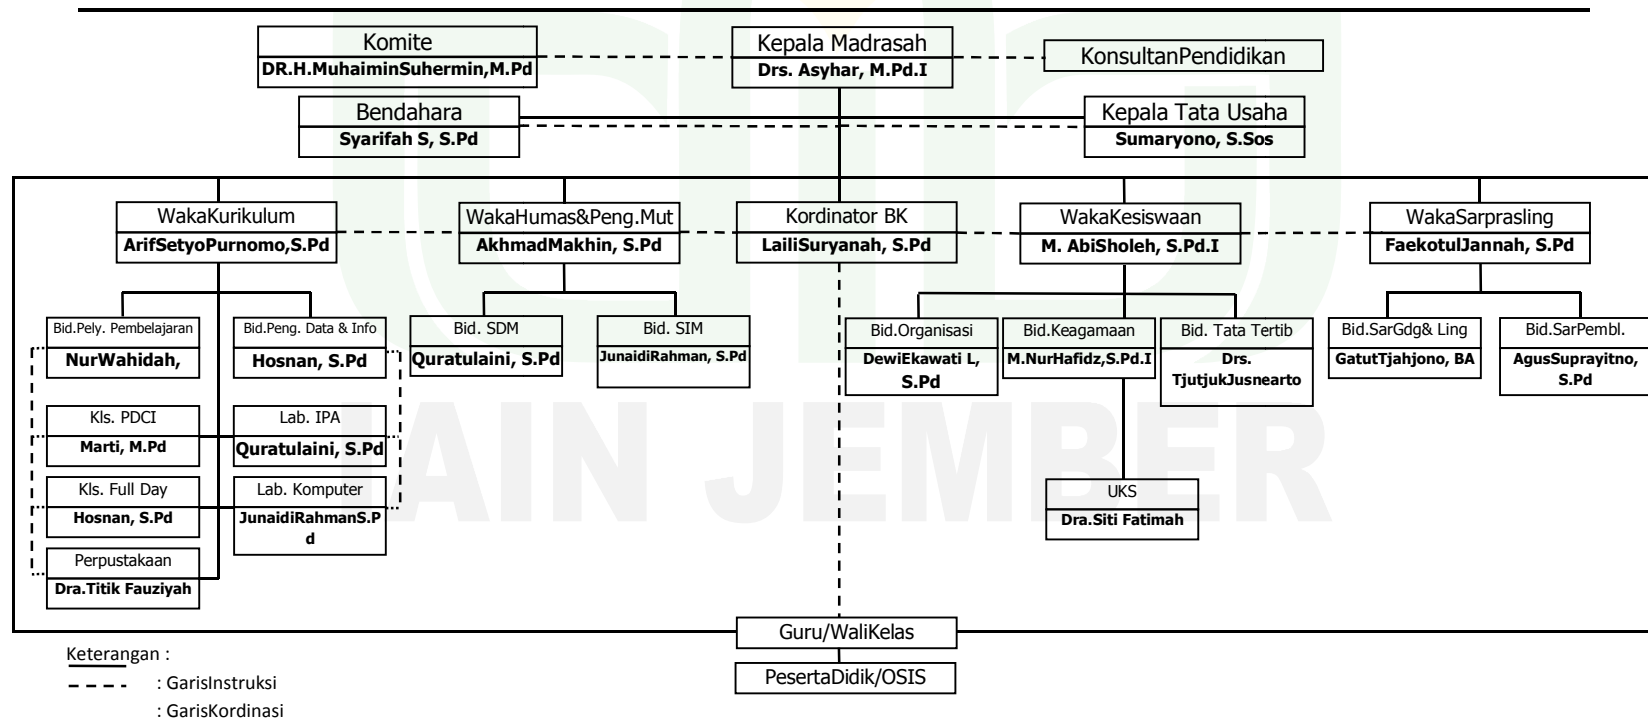 Komite
DR.H.MuhaiminSuhermin,M.Pd
Kepala Madrasah
Drs. Asyhar, M.Pd.I
KonsultanPendidikan
Bendahara
Syarifah S, S.Pd
Kepala Tata Usaha
Sumaryono, S.Sos
WakaKurikulum
ArifSetyoPurnomo,S.Pd
WakaHumas&Peng.Mut
AkhmadMakhin, S.Pd
Kordinator BK
LailiSuryanah, S.Pd
WakaKesiswaan
M. AbiSholeh, S.Pd.I
WakaSarprasling
FaekotulJannah, S.Pd
Bid.Pely. Pembelajaran
NurWahidah,
Bid.Peng. Data & Info
Hosnan, S.Pd
Bid. SDM
Quratulaini, S.Pd
Bid. SIM
JunaidiRahman, S.Pd
Bid.Organisasi
DewiEkawati L,
S.Pd
Bid.Keagamaan
M.NurHafidz,S.Pd.I
Bid. Tata Tertib
Drs.
TjutjukJusnearto
Bid.SarGdg& Ling
GatutTjahjono, BA
Bid.SarPembl.
AgusSuprayitno,
S.Pd
Kls. PDCI
Marti, M.Pd
Lab. IPA
Quratulaini, S.Pd
Kls. Full Day
Hosnan, S.Pd
Lab. Komputer
JunaidiRahmanS.P
d
Perpustakaan
Dra.Titik Fauziyah
UKS
Dra.Siti Fatimah
IAIN JEMBER
Guru/WaliKelas
PesertaDidik/OSIS
Keterangan :
: GarisInstruksi
: GarisKordinasi